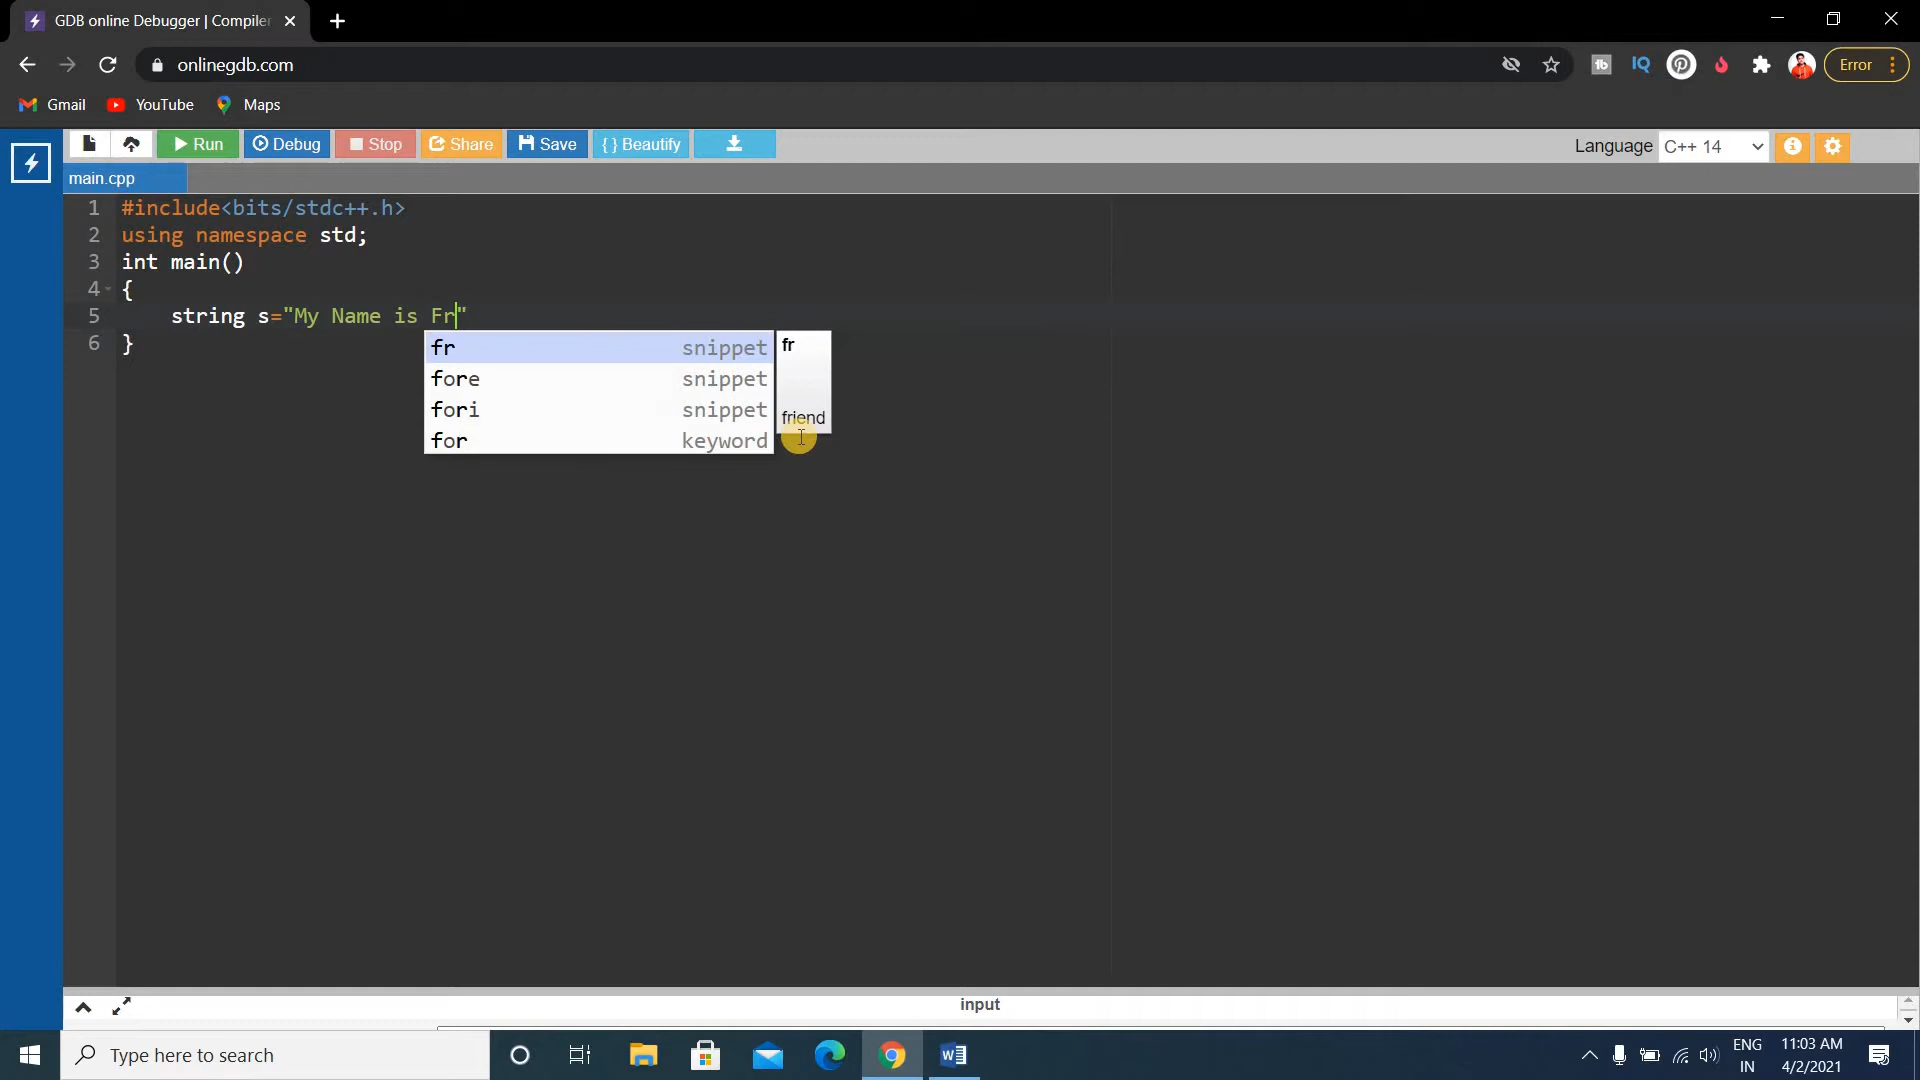 GDB online Debugger | Compiler
onlinegdb.com
tb
IQ
Error
Gmail YouTube Maps
Run Debug Stop Share Save { } Beautify
Language C++ 14
main.cpp
1 #include<bits/stdc++.h>
2 using namespace std;
3 int main()
4 {
5 string s="My Name is Fr"
6 }
fr snippet
fore snippet
fori snippet
for keyword
fr
friend
input
Type here to search
ENG
IN
11:03 AM
4/2/2021